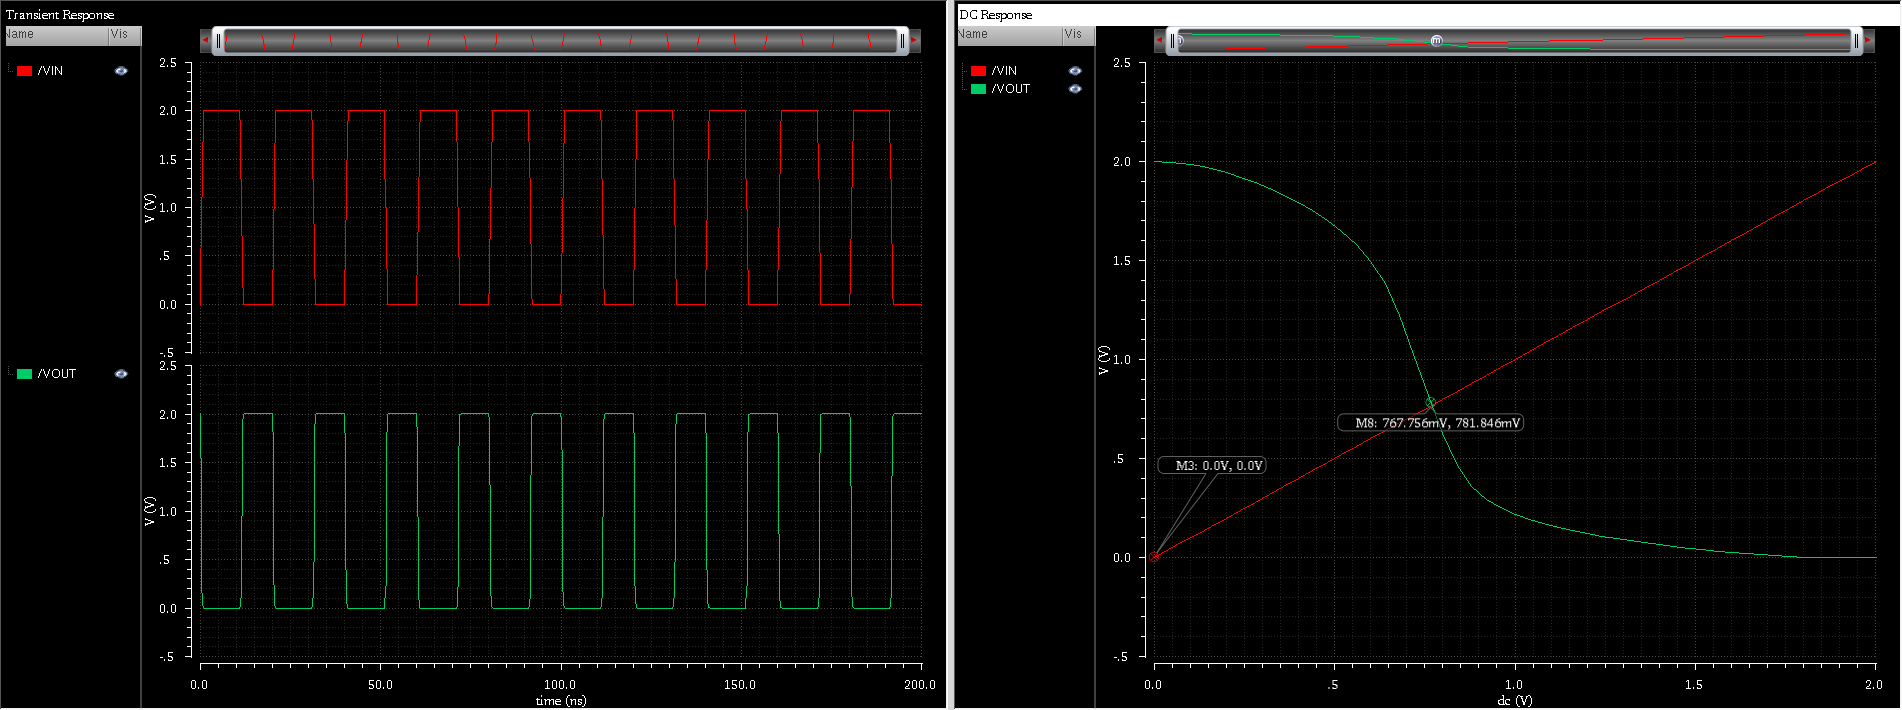 Transient Response
Name Vis
/VIN
2.5
2.0
1.5
1.0
.5
0.0
-.5
V (V)
/VOUT
2.5
2.0
1.5
1.0
.5
0.0
-.5
V (V)
0.0 50.0 100.0 150.0 200.0
time (ns)
DC Response
Name Vis
/VIN
/VOUT
m
2.5
2.0
1.5
1.0
.5
0.0
-.5
V (V)
M8: 767.756mV, 781.846mV
M3: 0.0V, 0.0V
0.0 .5 1.0 1.5 2.0
dc (V)